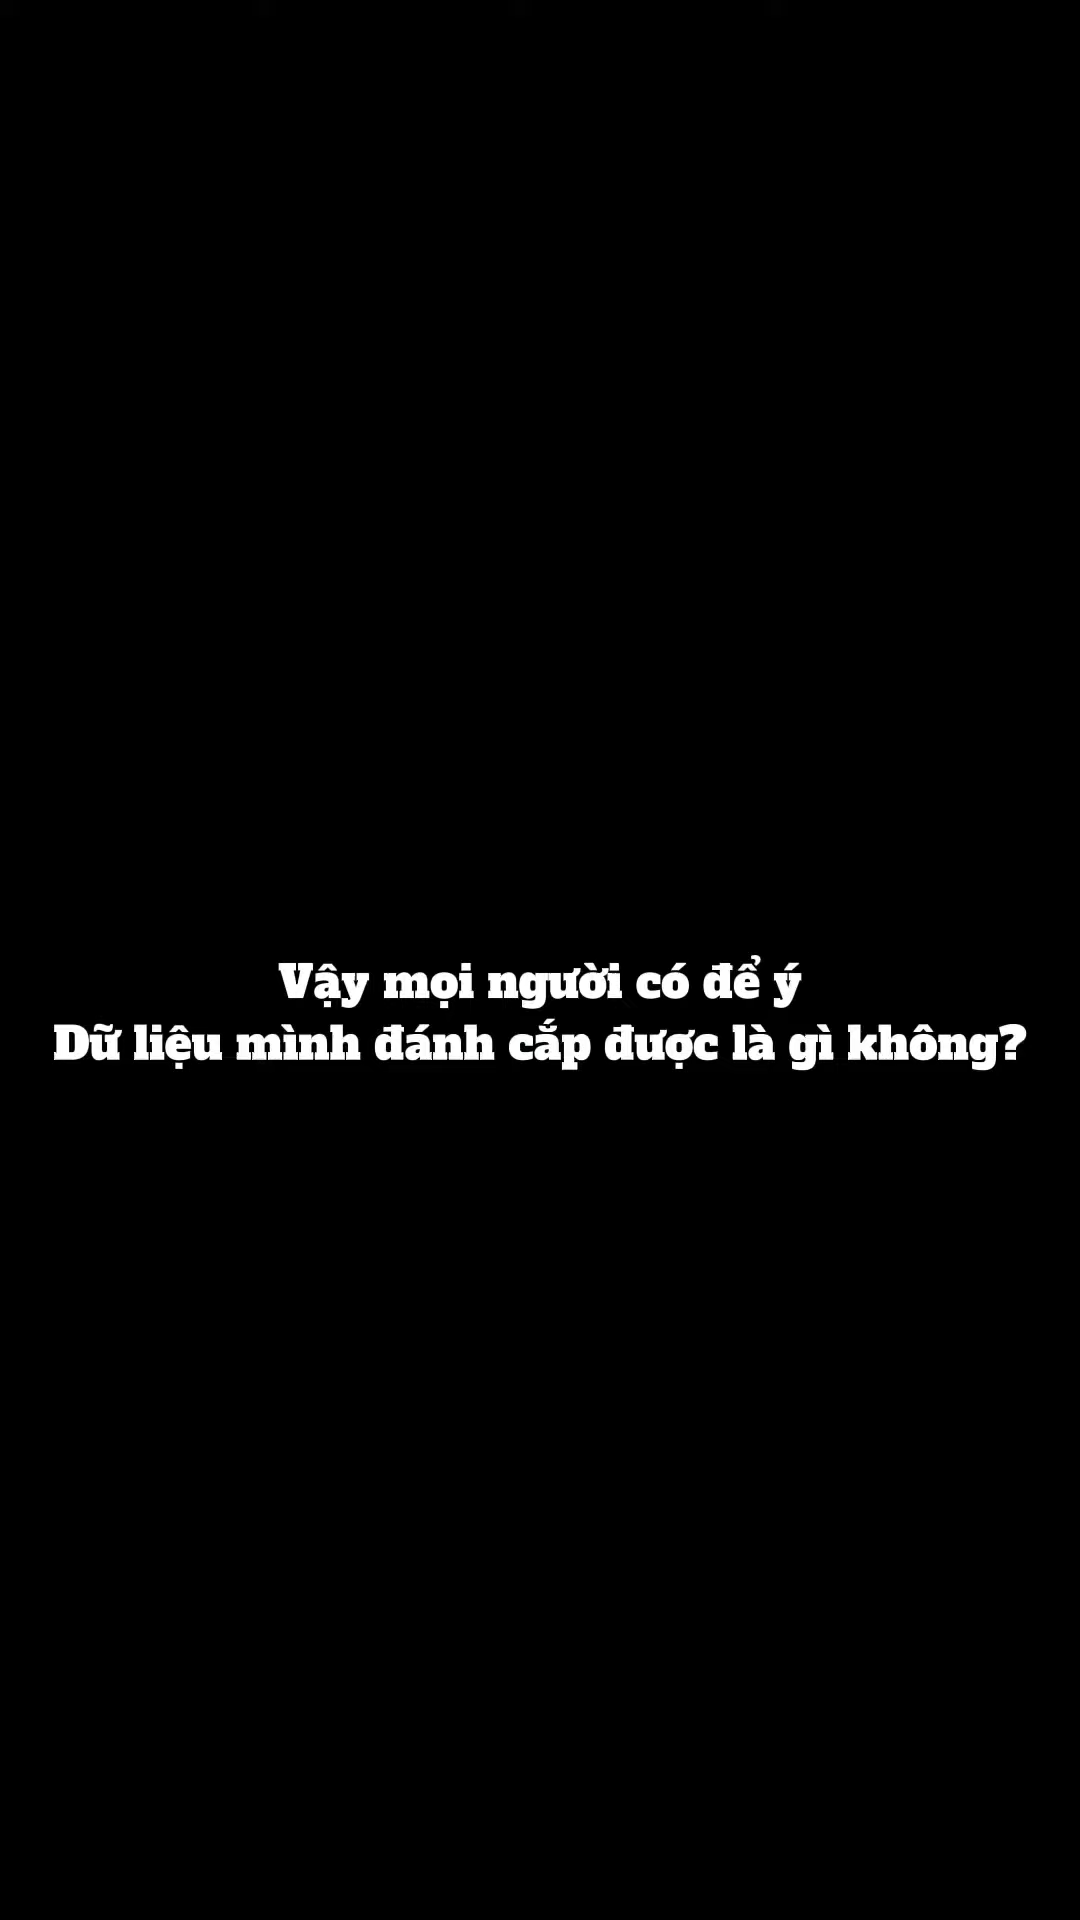 Vậy mọi người có để ý
Dữ liệu mình đánh cắp được là gì không?